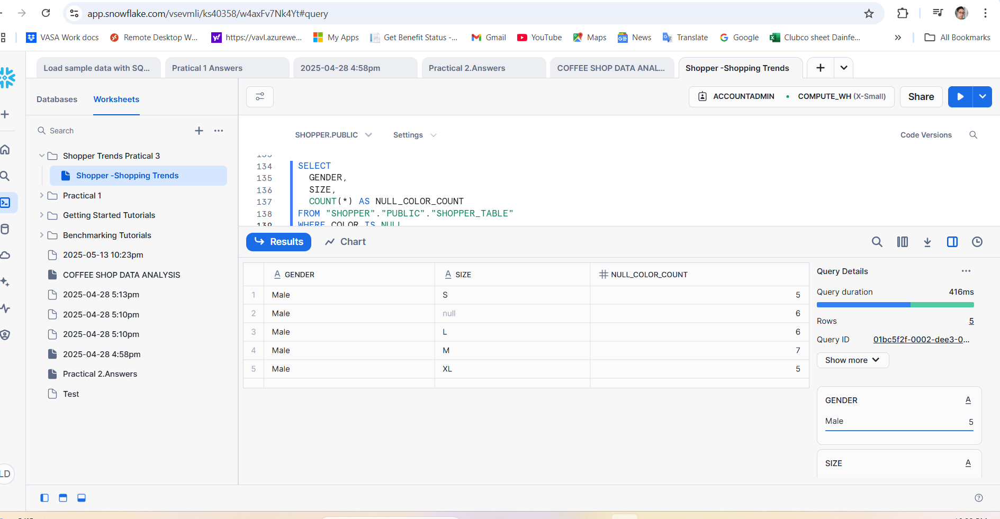 app.snowflake.com/vsevmli/ks40358/w4axFv7Nk4Yt#query
VASA Work docs
Remote Desktop W...
https://vavl.azurewe...
My Apps
Get Benefit Status -...
Gmail
YouTube
Maps
News
Translate
Google
Clubco sheet Dainfe...
All Bookmarks
Load sample data with SQ...
Pratical 1 Answers
2025-04-28 4:58pm
Practical 2.Answers
COFFEE SHOP DATA ANAL...
Shopper -Shopping Trends
Databases
Worksheets
ACCOUNTADMIN
COMPUTE_WH (X-Small)
Share
Search
Shopper Trends Pratical 3
Shopper -Shopping Trends
Practical 1
Getting Started Tutorials
Benchmarking Tutorials
2025-05-13 10:23pm
COFFEE SHOP DATA ANALYSIS
2025-04-28 5:13pm
2025-04-28 5:10pm
2025-04-28 5:10pm
2025-04-28 4:58pm
Practical 2.Answers
Test
LD
SHOPPER.PUBLIC
Settings
Code Versions
133
134 SELECT
135 GENDER,
136 SIZE,
137 COUNT(*) AS NULL_COLOR_COUNT
138 FROM "SHOPPER"."PUBLIC"."SHOPPER_TABLE"
139 WHERE COLOR IS NULL
Results
Chart
GENDER SIZE NULL_COLOR_COUNT
1 Male S 5
2 Male null 6
3 Male L 6
4 Male M 7
5 Male XL 5
Query Details
Query duration 416ms
Rows 5
Query ID 01bc5f2f-0002-dee3-0...
Show more
GENDER
Male 5
SIZE